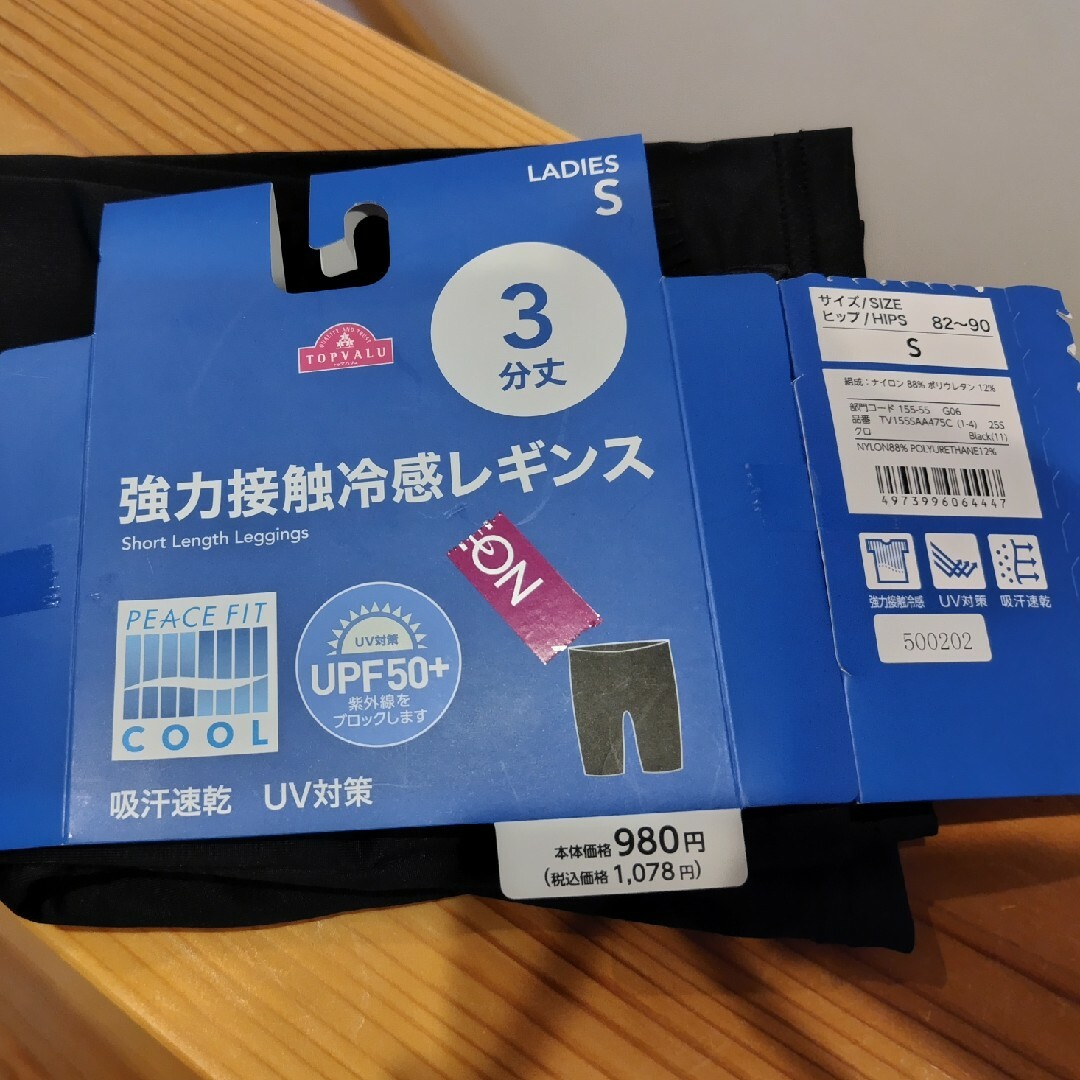 LADIES
S
3
分丈
QUALITY AND TRUST
TOPVALU
強力接触冷感レギンス
Short Length Leggings
PEACE FIT
COOL
UV対策
UPF50+
紫外線を
ブロックします
吸汗速乾 UV対策
本体価格 980円
(税込価格 1,078円)
サイズ/SIZE
ヒップ/HIPS 82〜90
S
組成:ナイロン 88% ポリウレタン 12%
部門コード 155-55 G06
品番 TV155SAA475C (1-4) 255
クロ Black(11)
NYLON88% POLYURETHANE12%
4973996064447
強力接触冷感 UV対策 吸汗速乾
500202